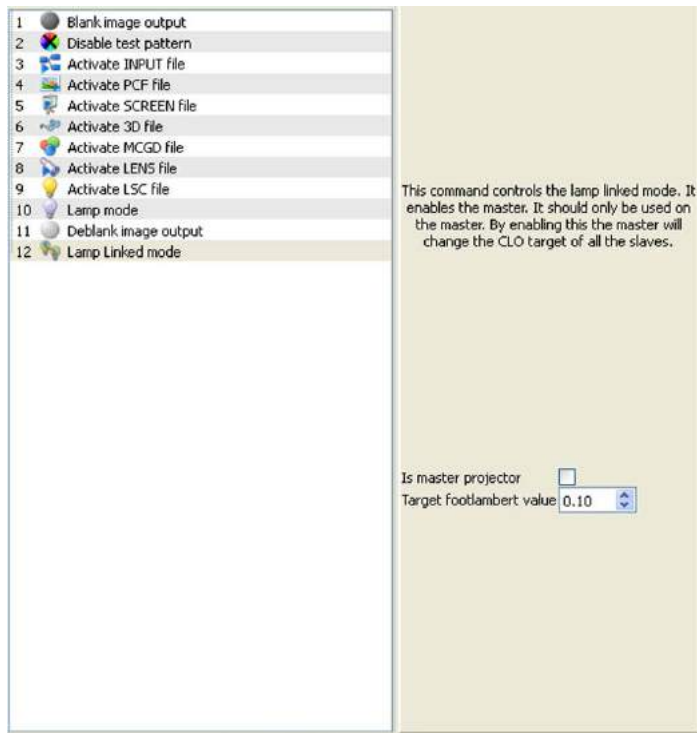 1 Blank image output
2 Disable test pattern
3 Activate INPUT file
4 Activate PCF file
5 Activate SCREEN file
6 Activate 3D file
7 Activate MCGD file
8 Activate LENS file
9 Activate LSC file
10 Lamp mode
11 Deblank image output
12 Lamp Linked mode
This command controls the lamp linked mode. It
enables the master. It should only be used on
the master. By enabling this the master will
change the CLO target of all the slaves.
Is master projector
Target footlambert value 0.10